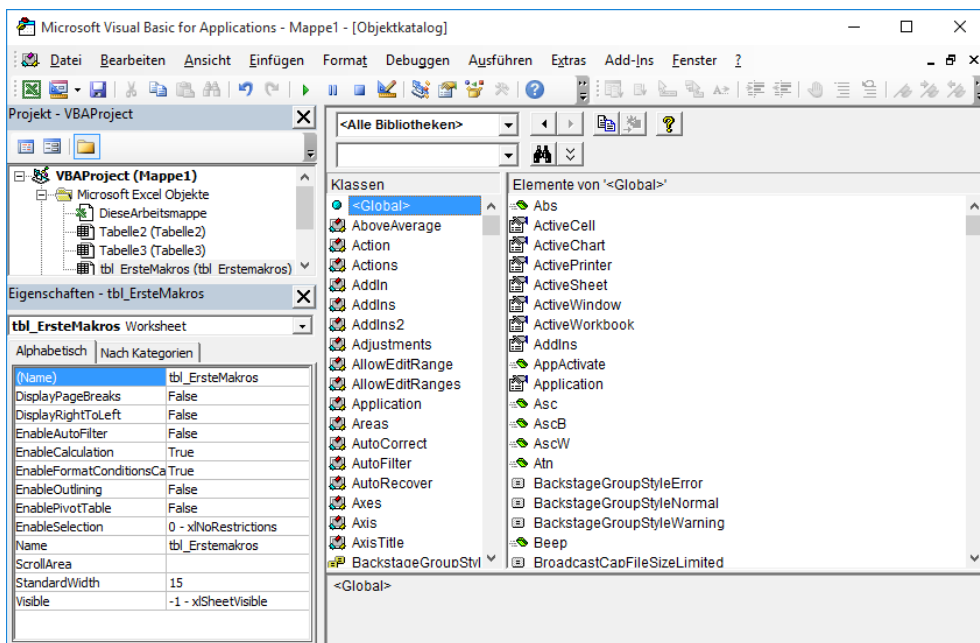 Microsoft Visual Basic for Applications - Mappe1 - [Objektkatalog]
Datei Bearbeiten Ansicht Einfügen Format Debuggen Ausführen Extras Add-Ins Fenster ?
Projekt - VBAProject
VBAProject (Mappe1)
Microsoft Excel Objekte
DieseArbeitsmappe
Tabelle2 (Tabelle2)
Tabelle3 (Tabelle3)
tbl_ErsteMakros (tbl_Erstemakros)
Eigenschaften - tbl_ErsteMakros
tbl_ErsteMakros Worksheet
Alphabetisch Nach Kategorien
(Name) tbl_ErsteMakros
DisplayPageBreaks False
DisplayRightToLeft False
EnableAutoFilter False
EnableCalculation True
EnableFormatConditionsCa True
EnableOutlining False
EnablePivotTable False
EnableSelection 0 - xlNoRestrictions
Name tbl_Erstemakros
ScrollArea
StandardWidth 15
Visible -1 - xlSheetVisible
<Alle Bibliotheken>
Klassen
<Global>
AboveAverage
Action
Actions
AddIn
AddIns
AddIns2
Adjustments
AllowEditRange
AllowEditRanges
Application
Areas
AutoCorrect
AutoFilter
AutoRecover
Axes
Axis
AxisTitle
BackstageGroupStyl
Elemente von '<Global>'
Abs
ActiveCell
ActiveChart
ActivePrinter
ActiveSheet
ActiveWindow
ActiveWorkbook
AddIns
AppActivate
Application
Asc
AscB
AscW
Atn
BackstageGroupStyleError
BackstageGroupStyleNormal
BackstageGroupStyleWarning
Beep
BroadcastCapFileSizeLimited
<Global>